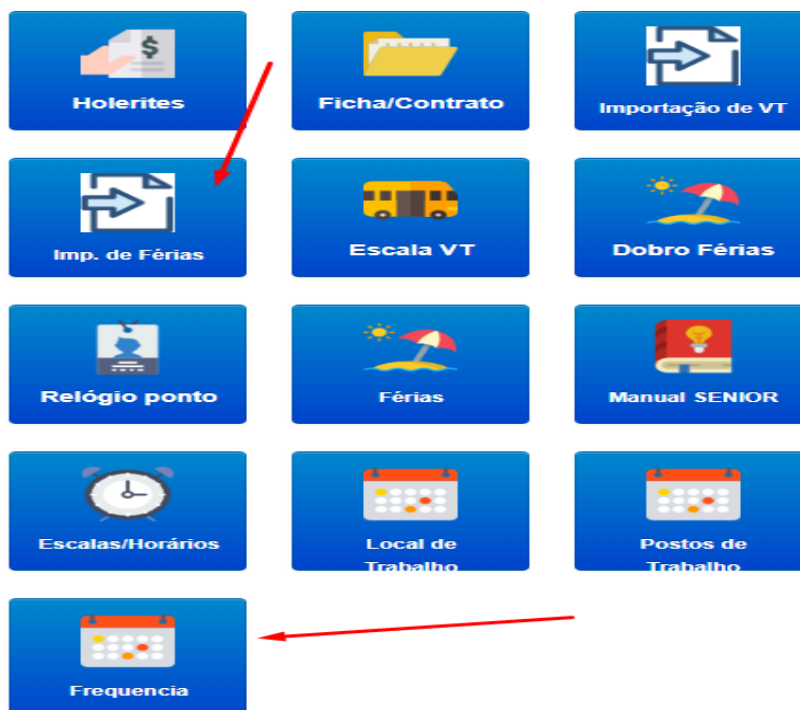 Holerites
Ficha/Contrato
Importação de VT
Imp. de Férias
Escala VT
Dobro Férias
Relógio ponto
Férias
Manual SENIOR
Escalas/Horários
Local de
Trabalho
Postos de
Trabalho
Frequencia